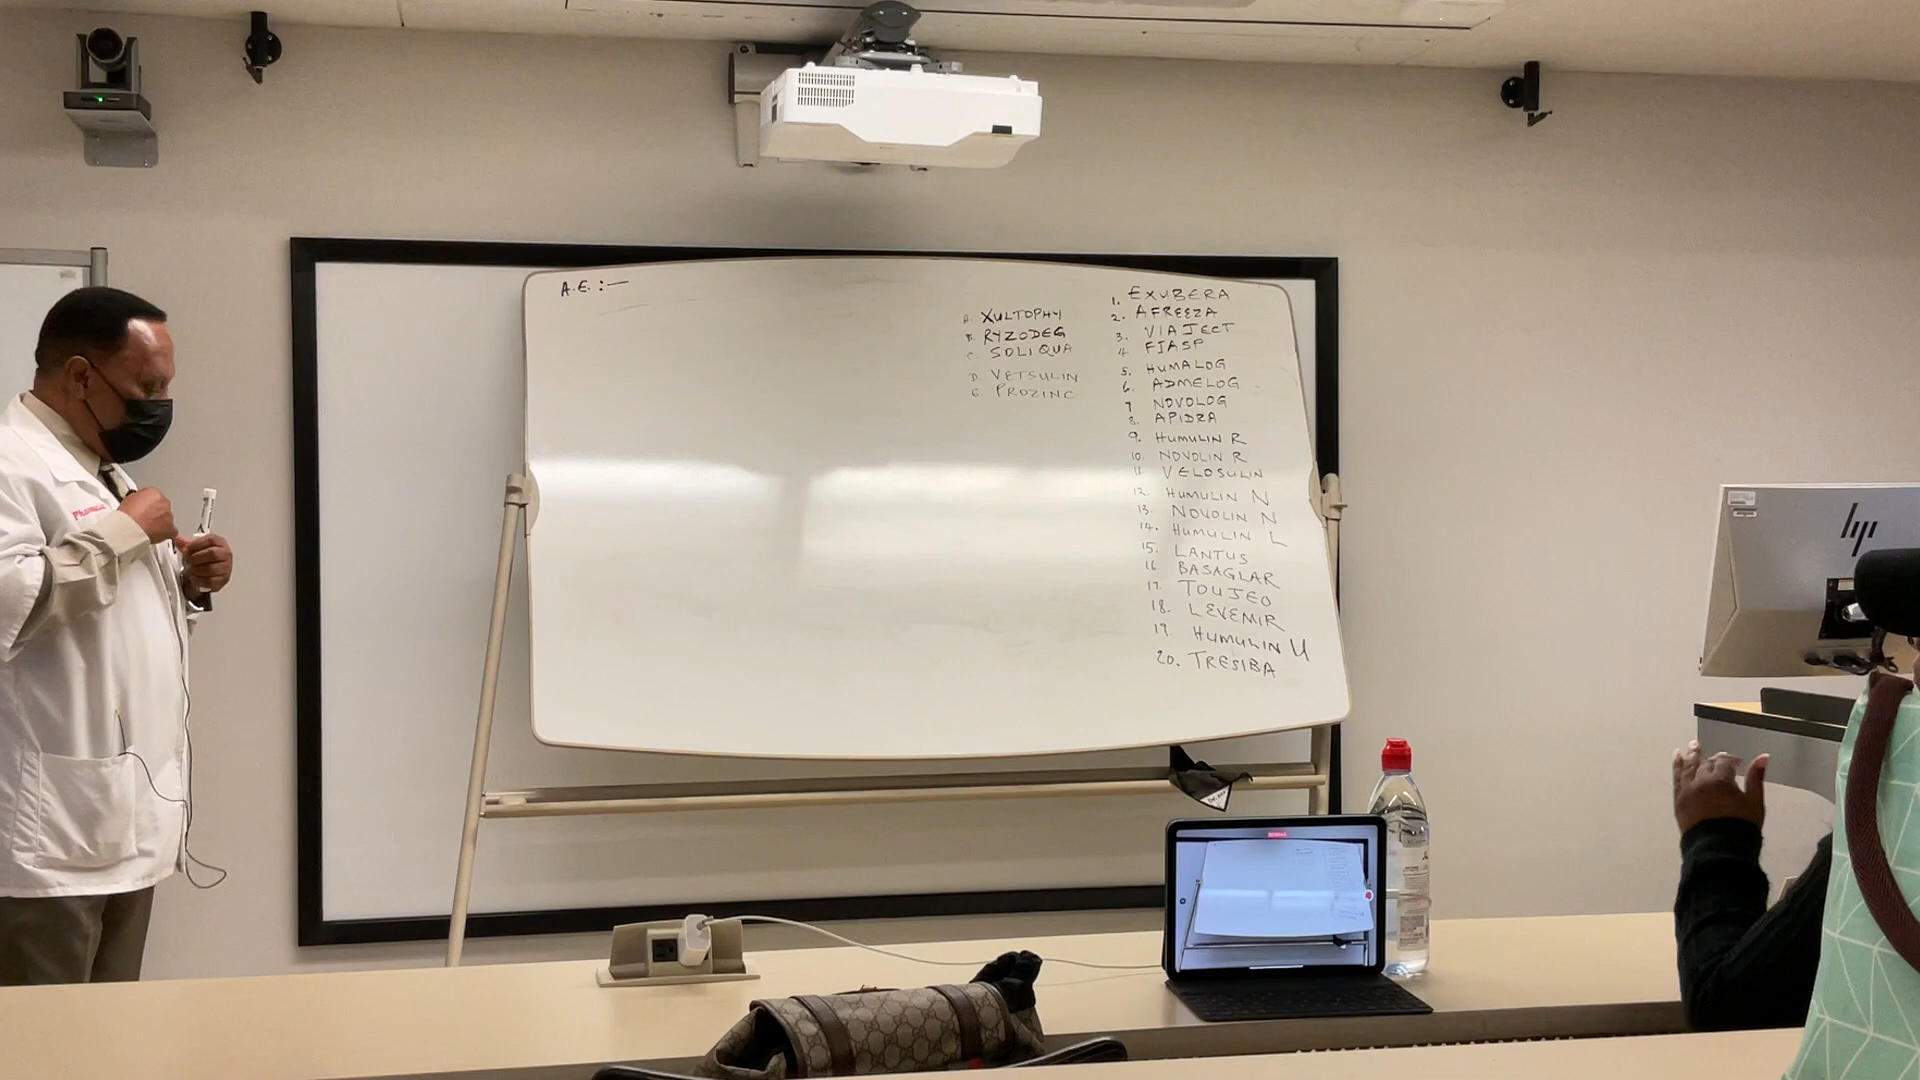 A.E. :—
A. XULTOPHY
B. RYZODEG
C. SOLIQUA
D. VETSULIN
E. PROZINC
1. EXUBERA
2. AFREEZA
3. VIAJECT
4 FIASP
5. HUMALOG
6. ADMELOG
7 NOVOLOG
8. APIDRA
9. HUMULIN R
10. NOVOLIN R
11. VELOSULIN
12. HUMULIN N
13. NOVOLIN N
14. HUMULIN L
15. LANTUS
16. BASAGLAR
17. TOUJEO
18. LEVEMIR
19. HUMULIN U
20. TRESIBA
hp